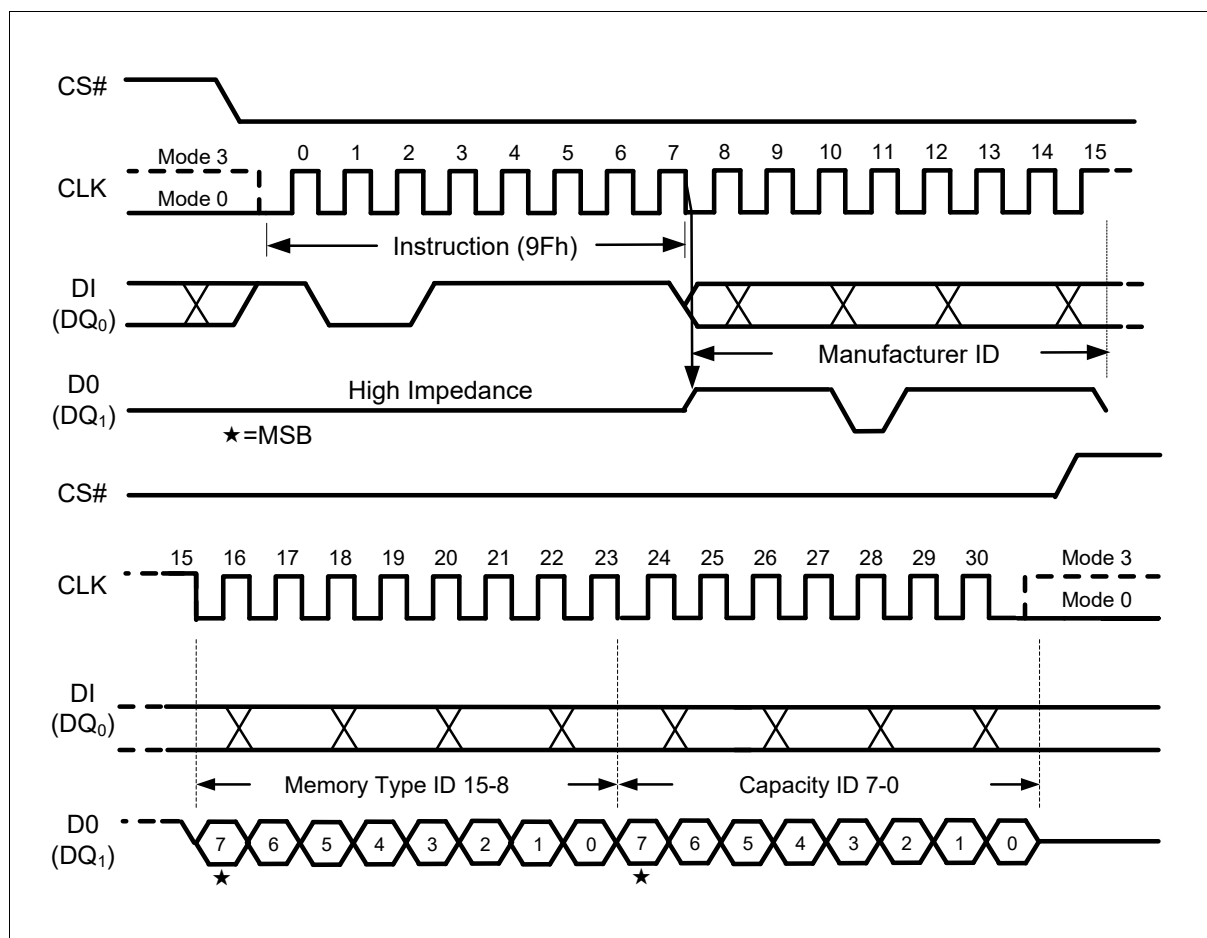 CS#
Mode 3
0 1 2 3 4 5 6 7 8 9 10 11 12 13 14 15
CLK
Mode 0
Instruction (9Fh)
DI
(DQ0)
Manufacturer ID
D0
(DQ1)
High Impedance
★=MSB
CS#
15 16 17 18 19 20 21 22 23 24 25 26 27 28 29 30
Mode 3
CLK
Mode 0
DI
(DQ0)
Memory Type ID 15-8
Capacity ID 7-0
D0
(DQ1)
7 6 5 4 3 2 1 0 7 6 5 4 3 2 1 0
★ ★